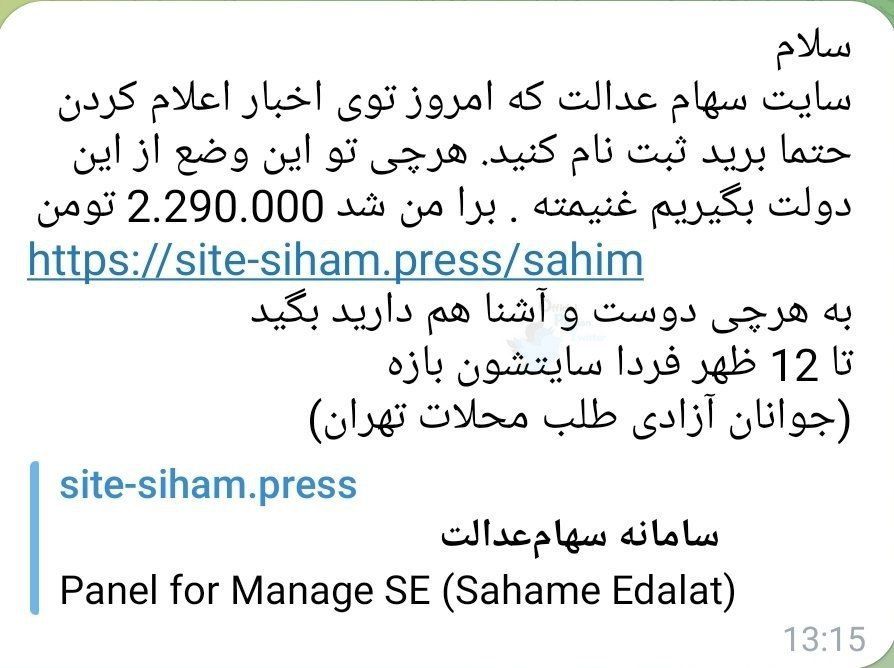 سلام
سایت سهام عدالت که امروز توی اخبار اعلام کردن
حتما برید ثبت نام کنید. هرچی تو این وضع از این
دولت بگیریم غنیمته . برا من شد 2.290.000 تومن
https://site-siham.press/sahim
به هرچی دوست و آشنا هم دارید بگید
تا 12 ظهر فردا سایتشون بازه
(جوانان آزادی طلب محلات تهران)
site-siham.press
سامانه سهام‌عدالت
Panel for Manage SE (Sahame Edalat)
13:15